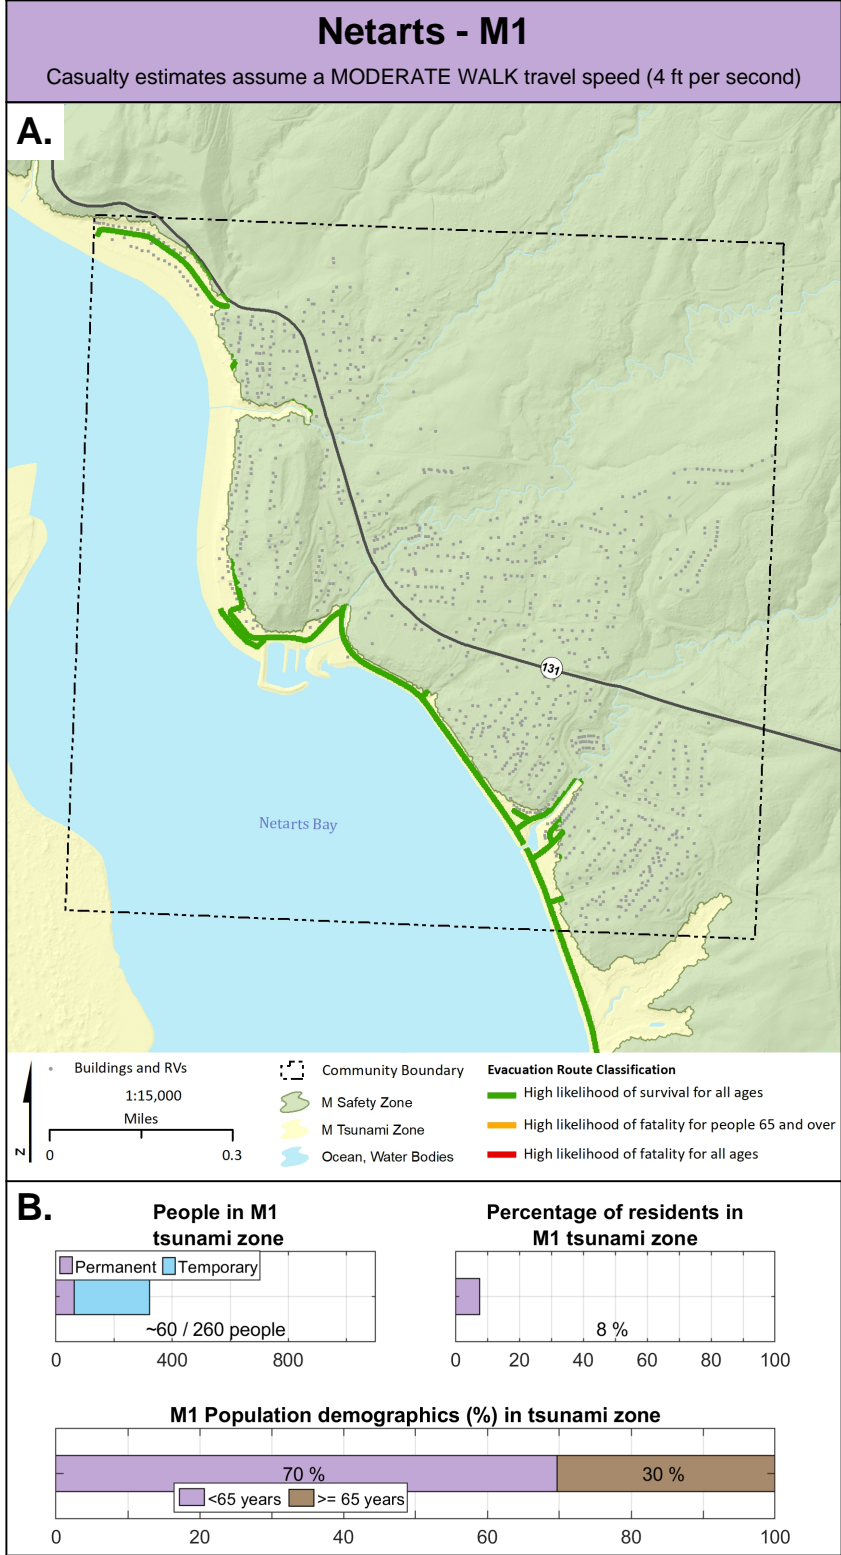 Netarts - M1
Casualty estimates assume a MODERATE WALK travel speed (4 ft per second)
A.
131
Netarts Bay
Buildings and RVs
1:15,000
Miles
0 0.3
N
Community Boundary
M Safety Zone
M Tsunami Zone
Ocean, Water Bodies
Evacuation Route Classification
High likelihood of survival for all ages
High likelihood of fatality for people 65 and over
High likelihood of fatality for all ages
B.
People in M1
tsunami zone
Permanent Temporary
~60 / 260 people
0 400 800
Percentage of residents in
M1 tsunami zone
8 %
0 20 40 60 80 100
M1 Population demographics (%) in tsunami zone
70 % 30 %
<65 years >= 65 years
0 20 40 60 80 100